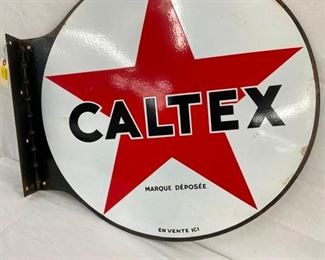 CALTEX
MARQUE DÉPOSÉE
EN VENTE ICI